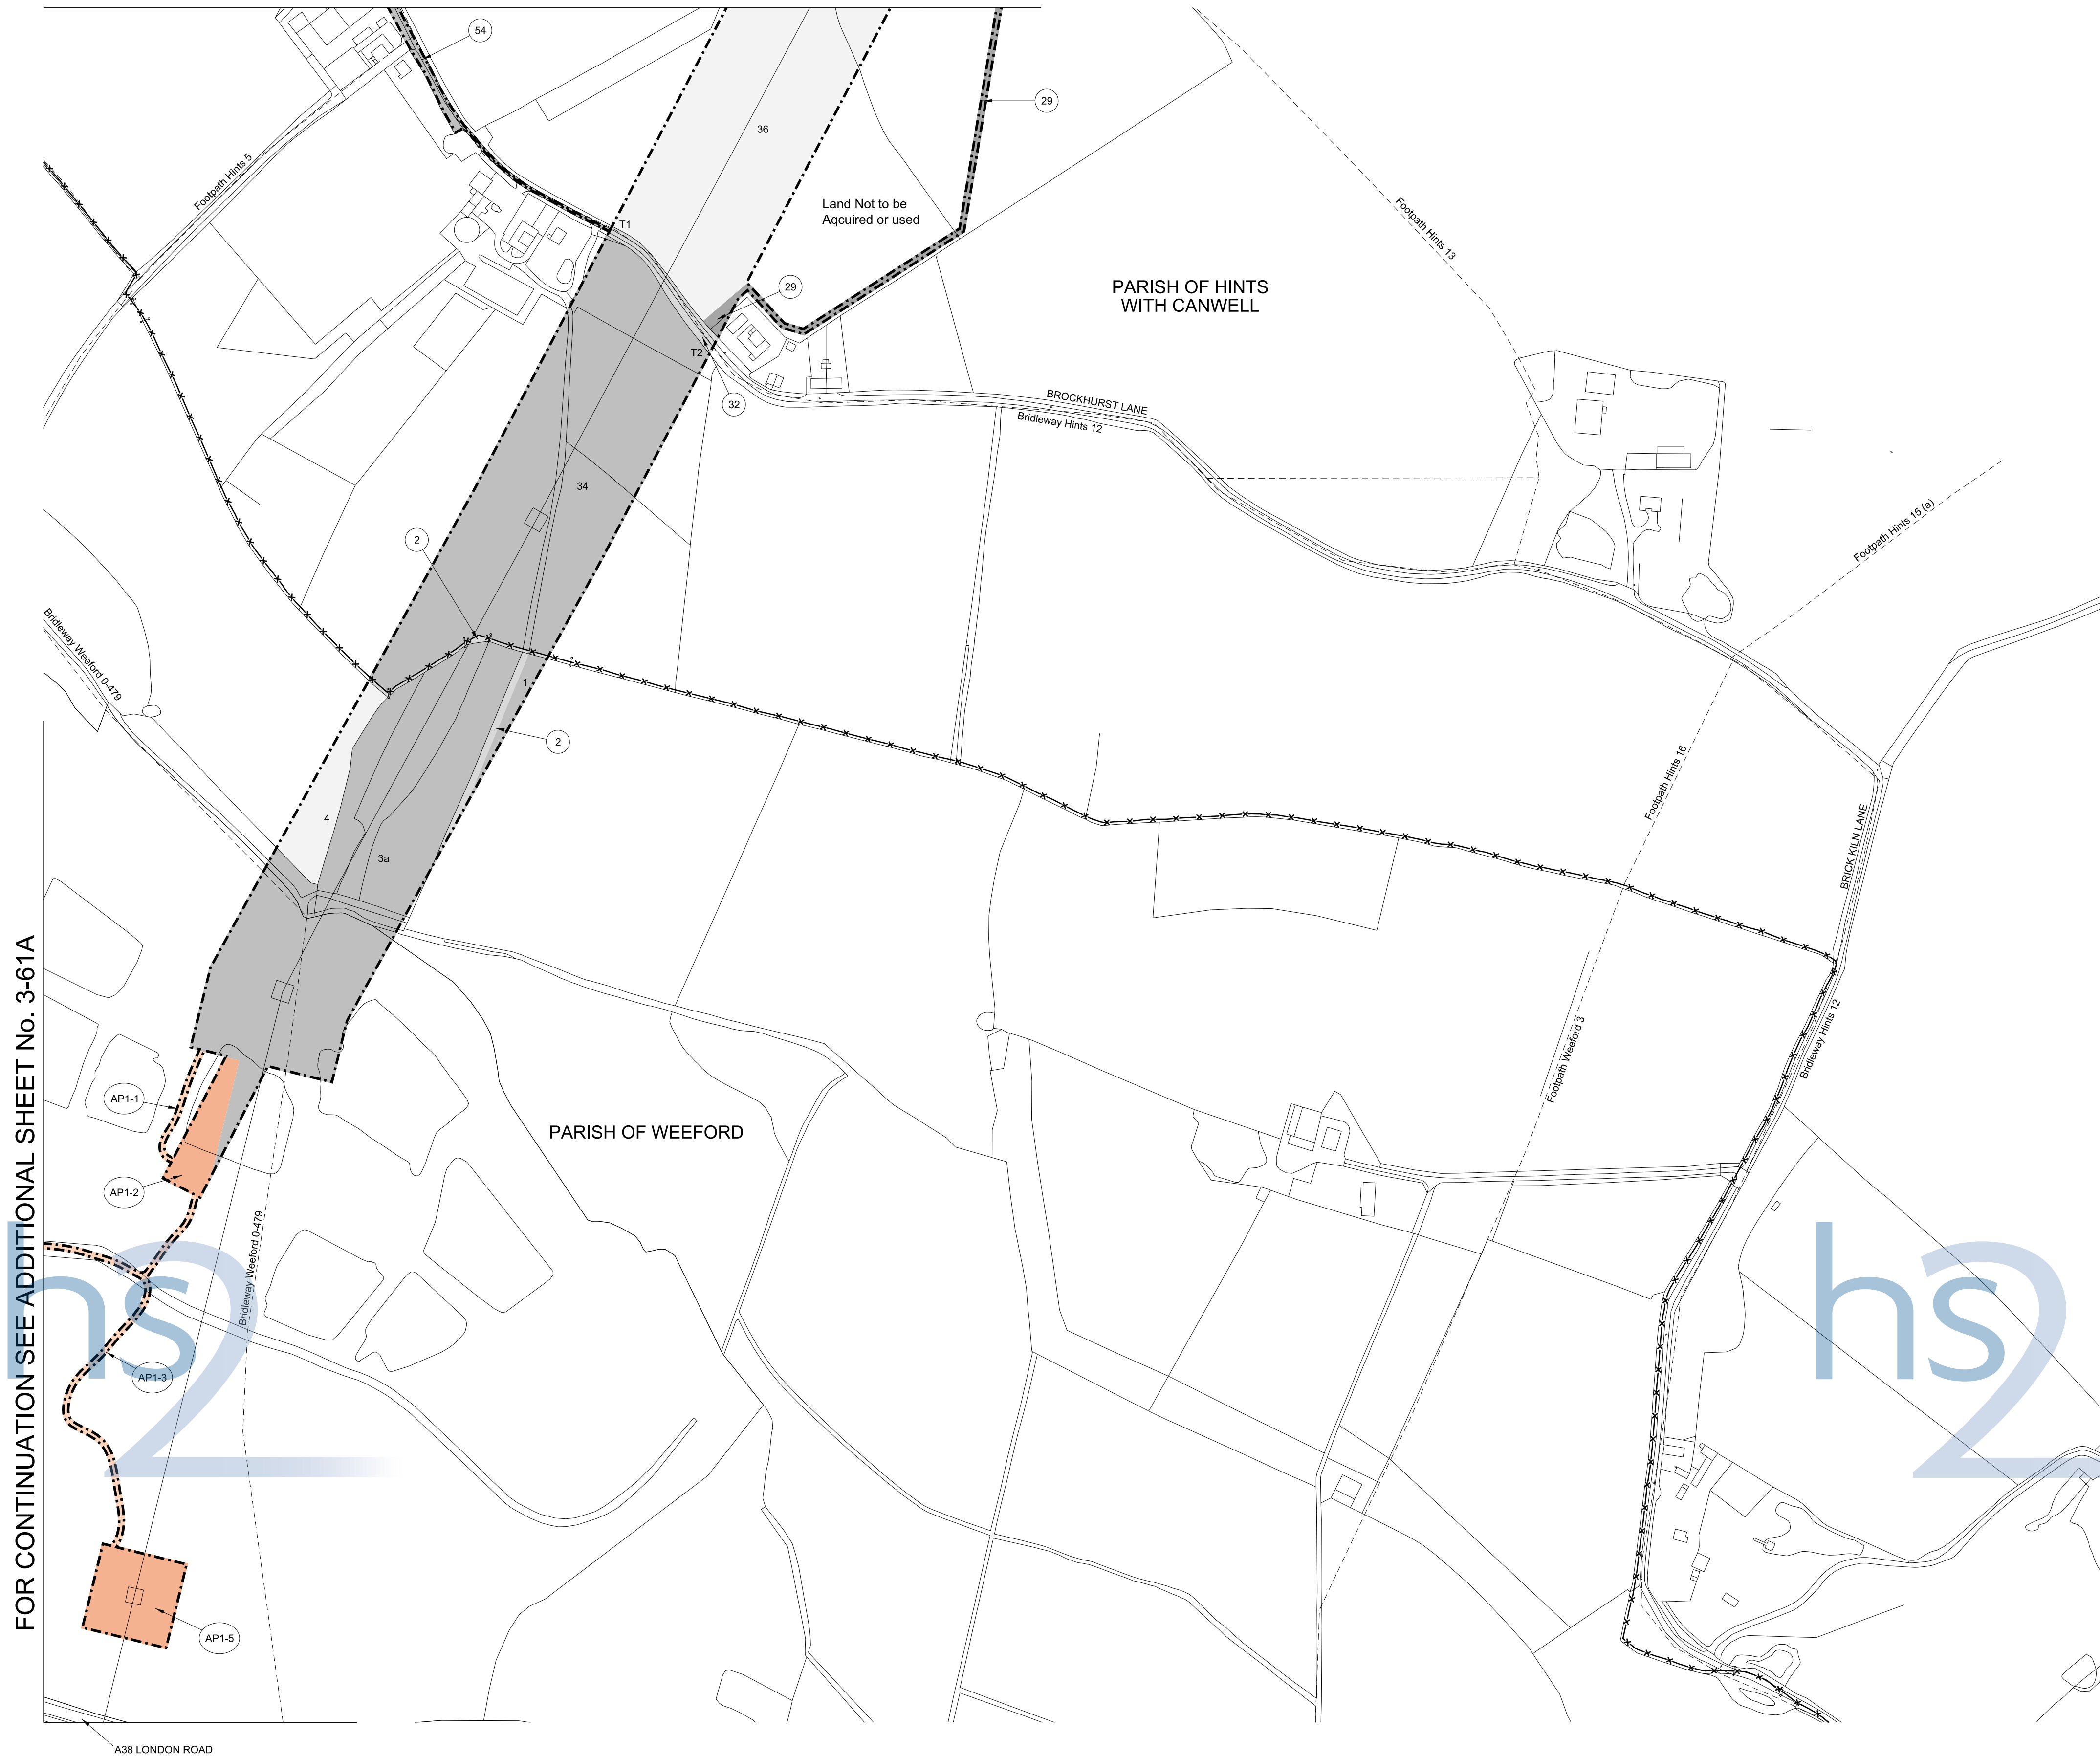 54
29
36
Footpath Hints 5
Land Not to be
Aqcuired or used
Footpath Hints 13
T1
PARISH OF HINTS
WITH CANWELL
29
T2
32
BROCKHURST LANE
Bridleway Hints 12
34
Footpath Hints 15 (a)
2
Bridleway Weeford 0-479
1
2
Footpath Hints 16
4
3a
BRICK KILN LANE
FOR CONTINUATION SEE ADDITIONAL SHEET No. 3-61A
Footpath Weeford 3
Bridleway Hints 12
AP1-1
PARISH OF WEEFORD
AP1-2
Bridleway Weeford 0-479
hs2
hs2
AP1-3
AP1-5
A38 LONDON ROAD